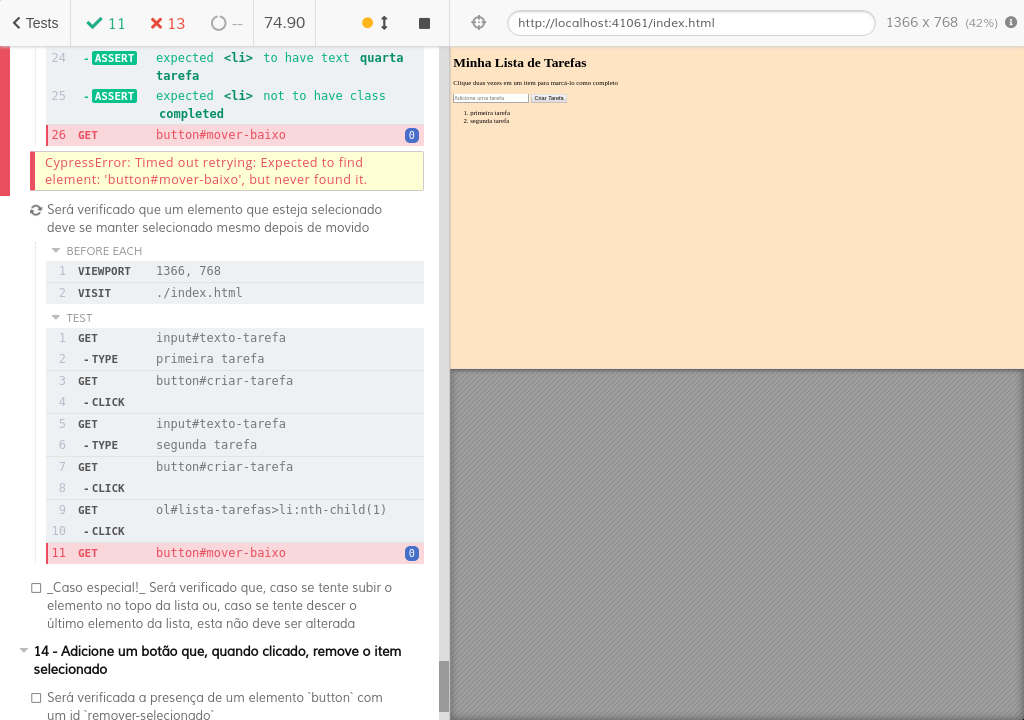 Tests
11
13
--
74.90
http://localhost:41061/index.html
1366 x 768 (42%)
24 - ASSERT expected <li> to have text quarta
tarefa
25 - ASSERT expected <li> not to have class
completed
26 GET button#mover-baixo 0
CypressError: Timed out retrying: Expected to find
element: 'button#mover-baixo', but never found it.
Será verificado que um elemento que esteja selecionado
deve se manter selecionado mesmo depois de movido
BEFORE EACH
1 VIEWPORT 1366, 768
2 VISIT ./index.html
TEST
1 GET input#texto-tarefa
2 - TYPE primeira tarefa
3 GET button#criar-tarefa
4 - CLICK
5 GET input#texto-tarefa
6 - TYPE segunda tarefa
7 GET button#criar-tarefa
8 - CLICK
9 GET ol#lista-tarefas>li:nth-child(1)
10 - CLICK
11 GET button#mover-baixo 0
_Caso especial!_ Será verificado que, caso se tente subir o
elemento no topo da lista ou, caso se tente descer o
último elemento da lista, esta não deve ser alterada
14 - Adicione um botão que, quando clicado, remove o item
selecionado
Será verificada a presença de um elemento `button` com
um id `remover-selecionado`
Minha Lista de Tarefas
Clique duas vezes em um item para marcá-lo como completo
Adicione uma tarefa
Criar Tarefa
1. primeira tarefa
2. segunda tarefa